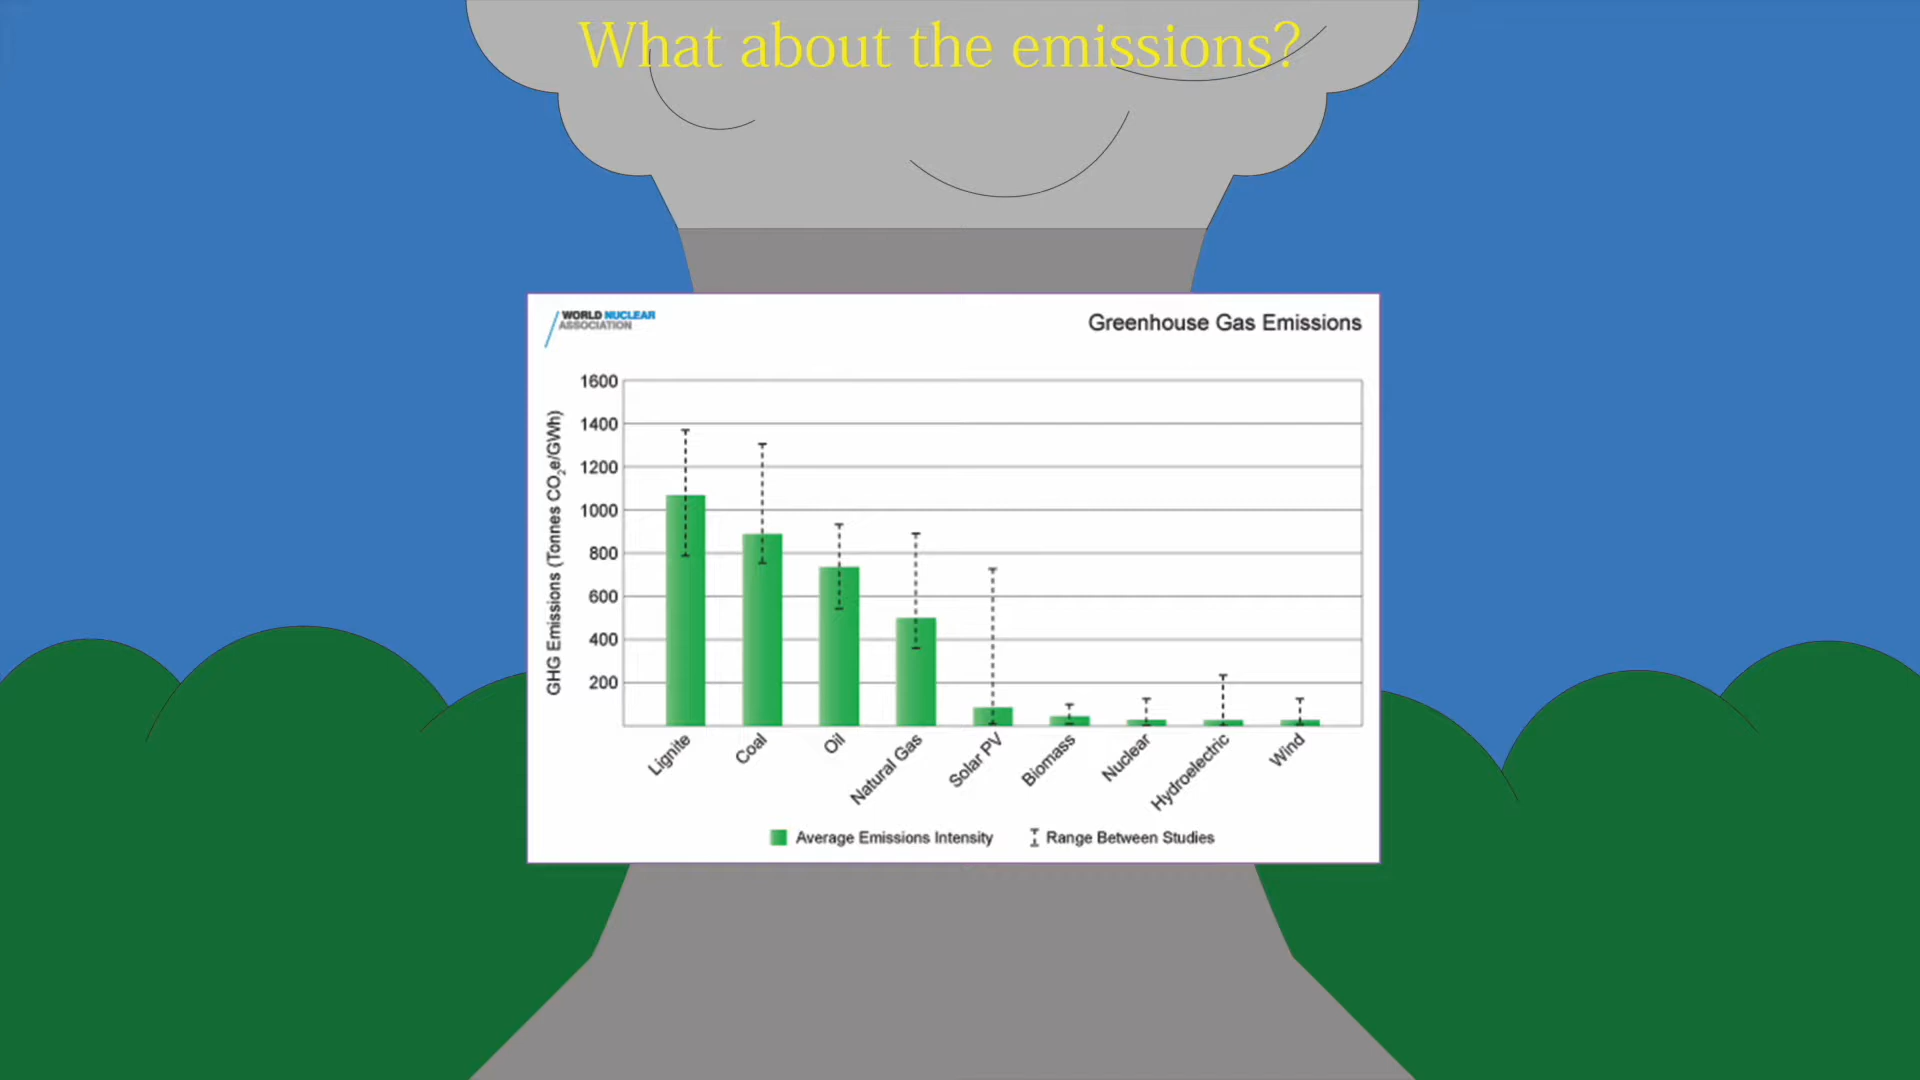 What about the emissions?
WORLD NUCLEAR
ASSOCIATION
Greenhouse Gas Emissions
GHG Emissions (Tonnes CO₂e/GWh)
1600
1400
1200
1000
800
600
400
200
Lignite
Coal
Oil
Natural Gas
Solar PV
Biomass
Nuclear
Hydroelectric
Wind
Average Emissions Intensity
Range Between Studies